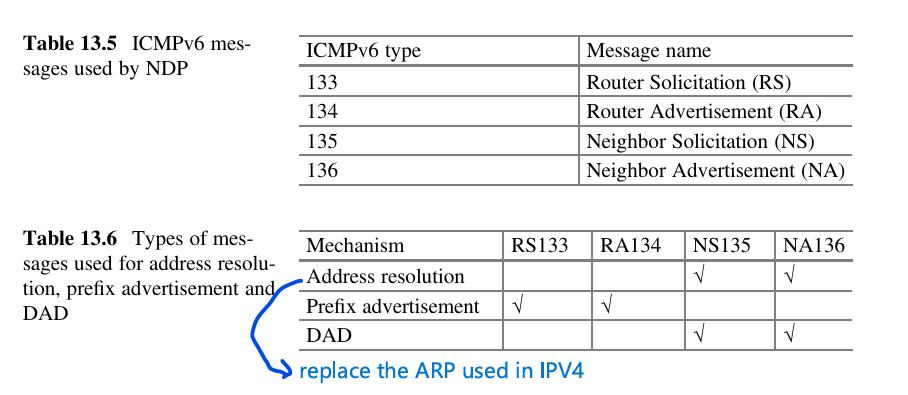 Table 13.5 ICMPv6 mes-
sages used by NDP
ICMPv6 type Message name
133 Router Solicitation (RS)
134 Router Advertisement (RA)
135 Neighbor Solicitation (NS)
136 Neighbor Advertisement (NA)
Table 13.6 Types of mes-
sages used for address resolu-
tion, prefix advertisement and
DAD
Mechanism RS133 RA134 NS135 NA136
Address resolution √ √
Prefix advertisement √ √
DAD √ √
replace the ARP used in IPV4